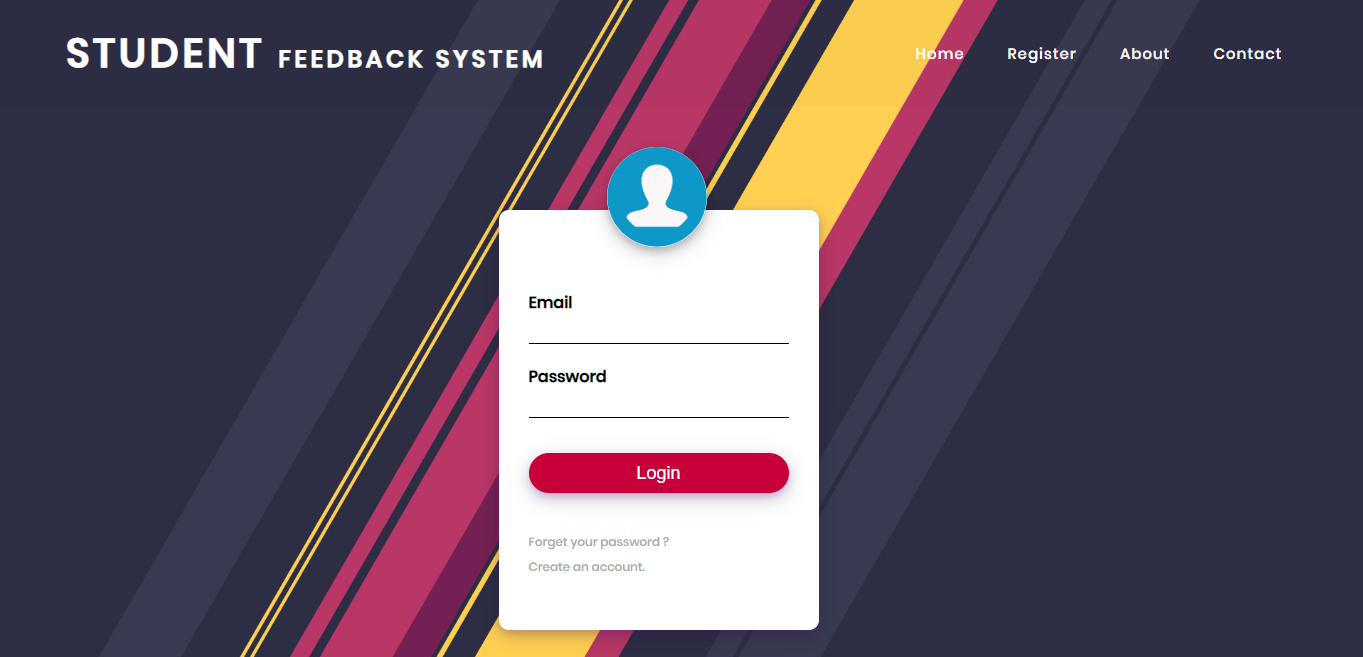 STUDENT FEEDBACK SYSTEM
Home Register About Contact
Email
Password
Login
Forget your password ?
Create an account.